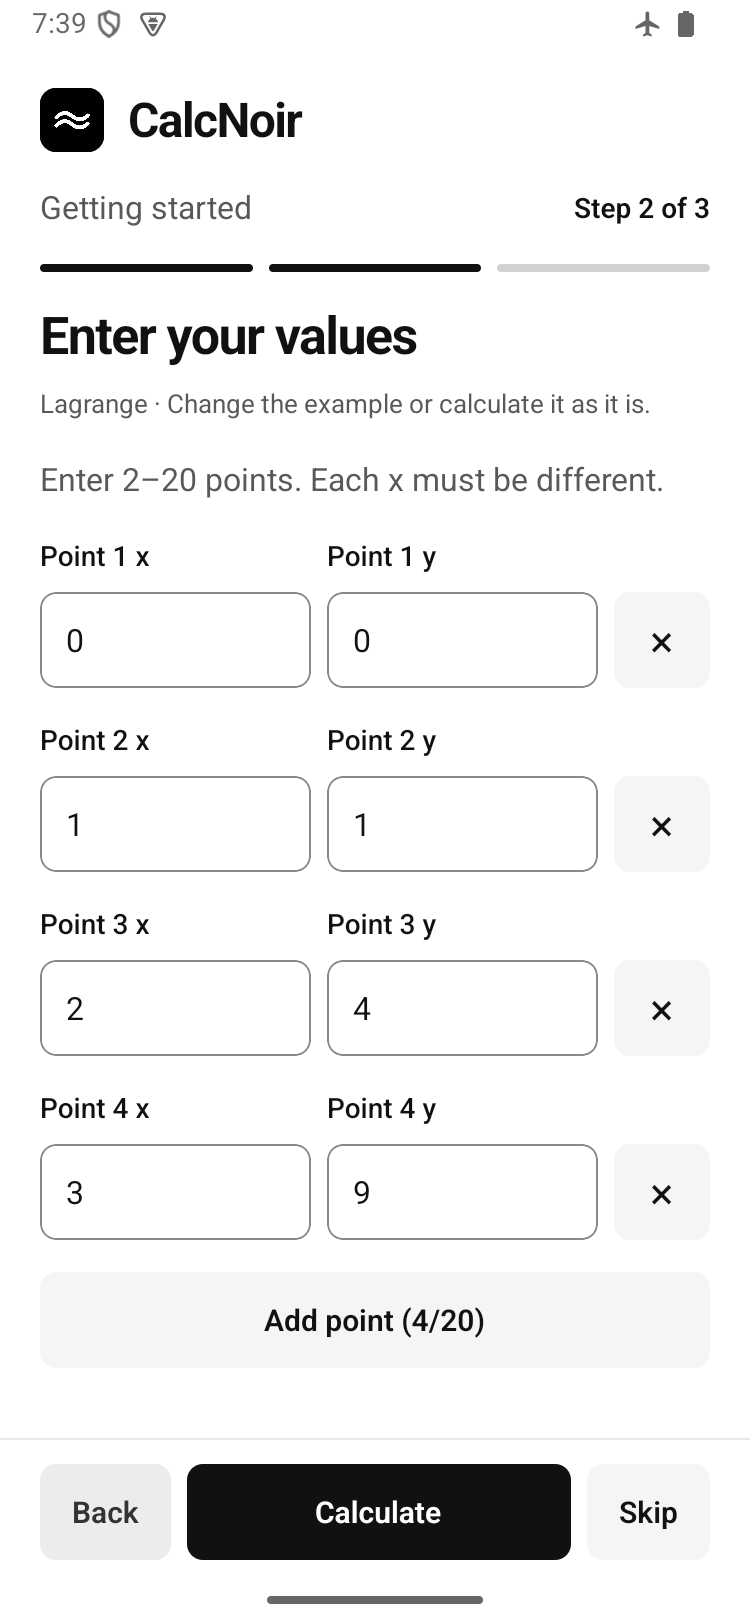 7:39
CalcNoir
Getting started
Step 2 of 3
Enter your values
Lagrange · Change the example or calculate it as it is.
Enter 2–20 points. Each x must be different.
Point 1 x Point 1 y
0 0 ×
Point 2 x Point 2 y
1 1 ×
Point 3 x Point 3 y
2 4 ×
Point 4 x Point 4 y
3 9 ×
Add point (4/20)
Back Calculate Skip